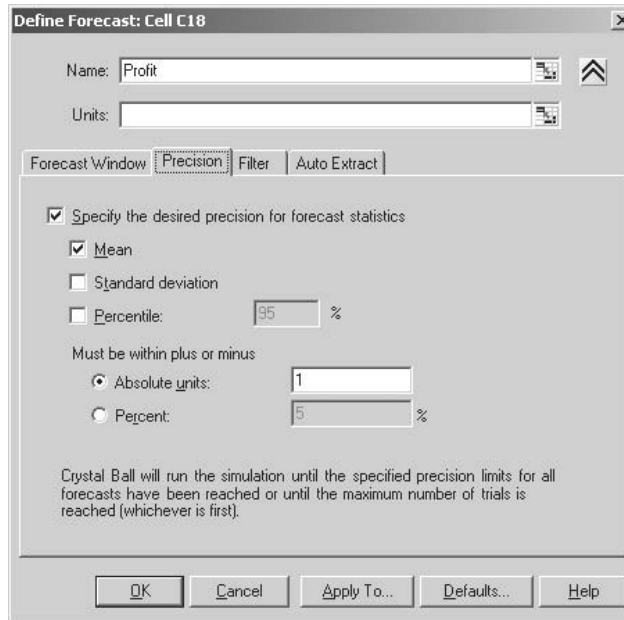 Define Forecast: Cell C18
Name: Profit
Units:
Forecast Window Precision Filter Auto Extract
Specify the desired precision for forecast statistics
Mean
Standard deviation
Percentile: 95 %
Must be within plus or minus
Absolute units: 1
Percent: 5 %
Crystal Ball will run the simulation until the specified precision limits for all
forecasts have been reached or until the maximum number of trials is
reached (whichever is first).
OK Cancel Apply To... Defaults... Help